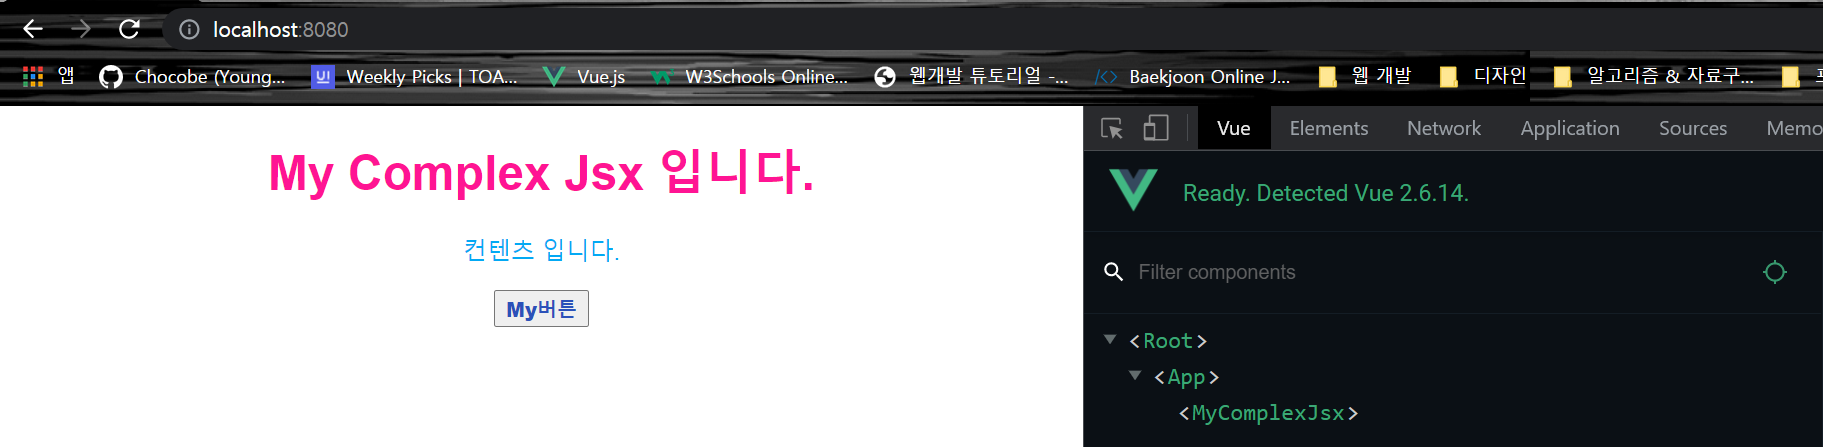 localhost:8080
앱 Chocobe (Young... UI Weekly Picks | TOA... Vue.js W3Schools Online... 웹개발 튜토리얼 -... </> Baekjoon Online J... 웹 개발 디자인 알고리즘 & 자료구...
Vue Elements Network Application Sources Memo
My Complex Jsx 입니다.
컨텐츠 입니다.
My버튼
Ready. Detected Vue 2.6.14.
Filter components
<Root>
<App>
<MyComplexJsx>